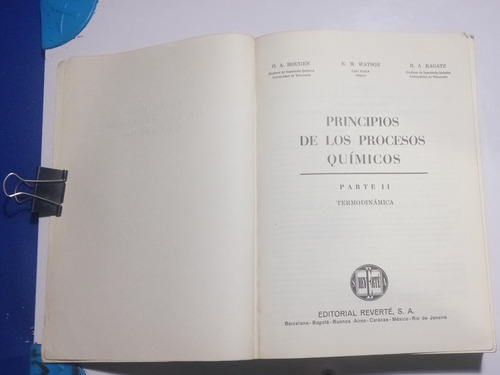 O. A. HOUGEN K. M. WATSON R. A. RAGATZ
PRINCIPIOS
DE LOS PROCESOS
QUÍMICOS
PARTE II
TERMODINÁMICA
EDITORIAL REVERTÉ, S. A.
Barcelona - Bogotá - Buenos Aires - Caracas - México - Rio de Janeiro